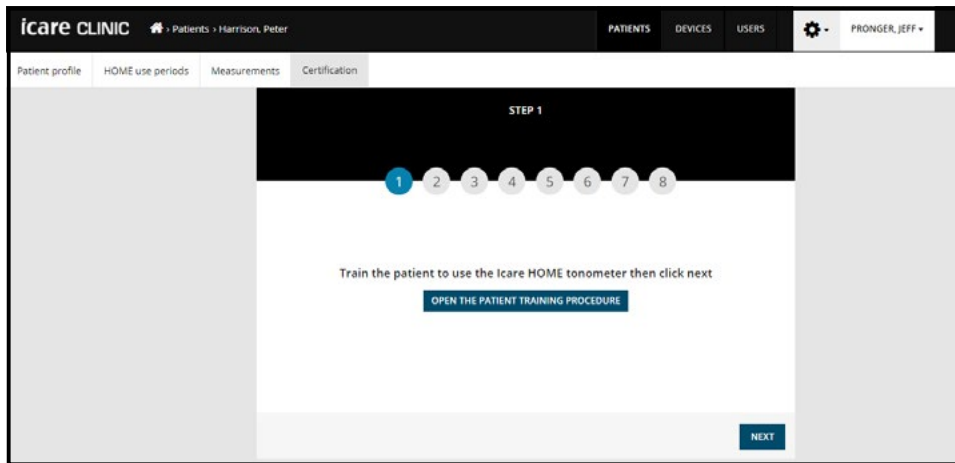 icare CLINIC › Patients › Harrison, Peter PATIENTS DEVICES USERS PRONGER, JEFF
Patient profile HOME use periods Measurements Certification
STEP 1
1 2 3 4 5 6 7 8
Train the patient to use the Icare HOME tonometer then click next
OPEN THE PATIENT TRAINING PROCEDURE
NEXT